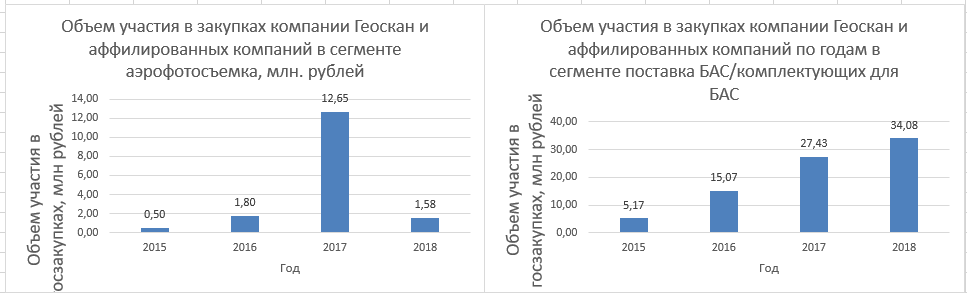 Объем участия в закупках компании Геоскан и
аффилированных компаний в сегменте
аэрофотосъемка, млн. рублей
Объем участия в
госзакупках, млн рублей
14,00
12,00
10,00
8,00
6,00
4,00
2,00
0,00
0,50
1,80
12,65
1,58
2015
2016
2017
2018
Год
Объем участия в закупках компании Геоскан и
аффилированных компаний по годам в
сегменте поставка БАС/комплектующих для
БАС
Объем участия в
госзакупках, млн рублей
40,00
30,00
20,00
10,00
0,00
5,17
15,07
27,43
34,08
2015
2016
2017
2018
Год